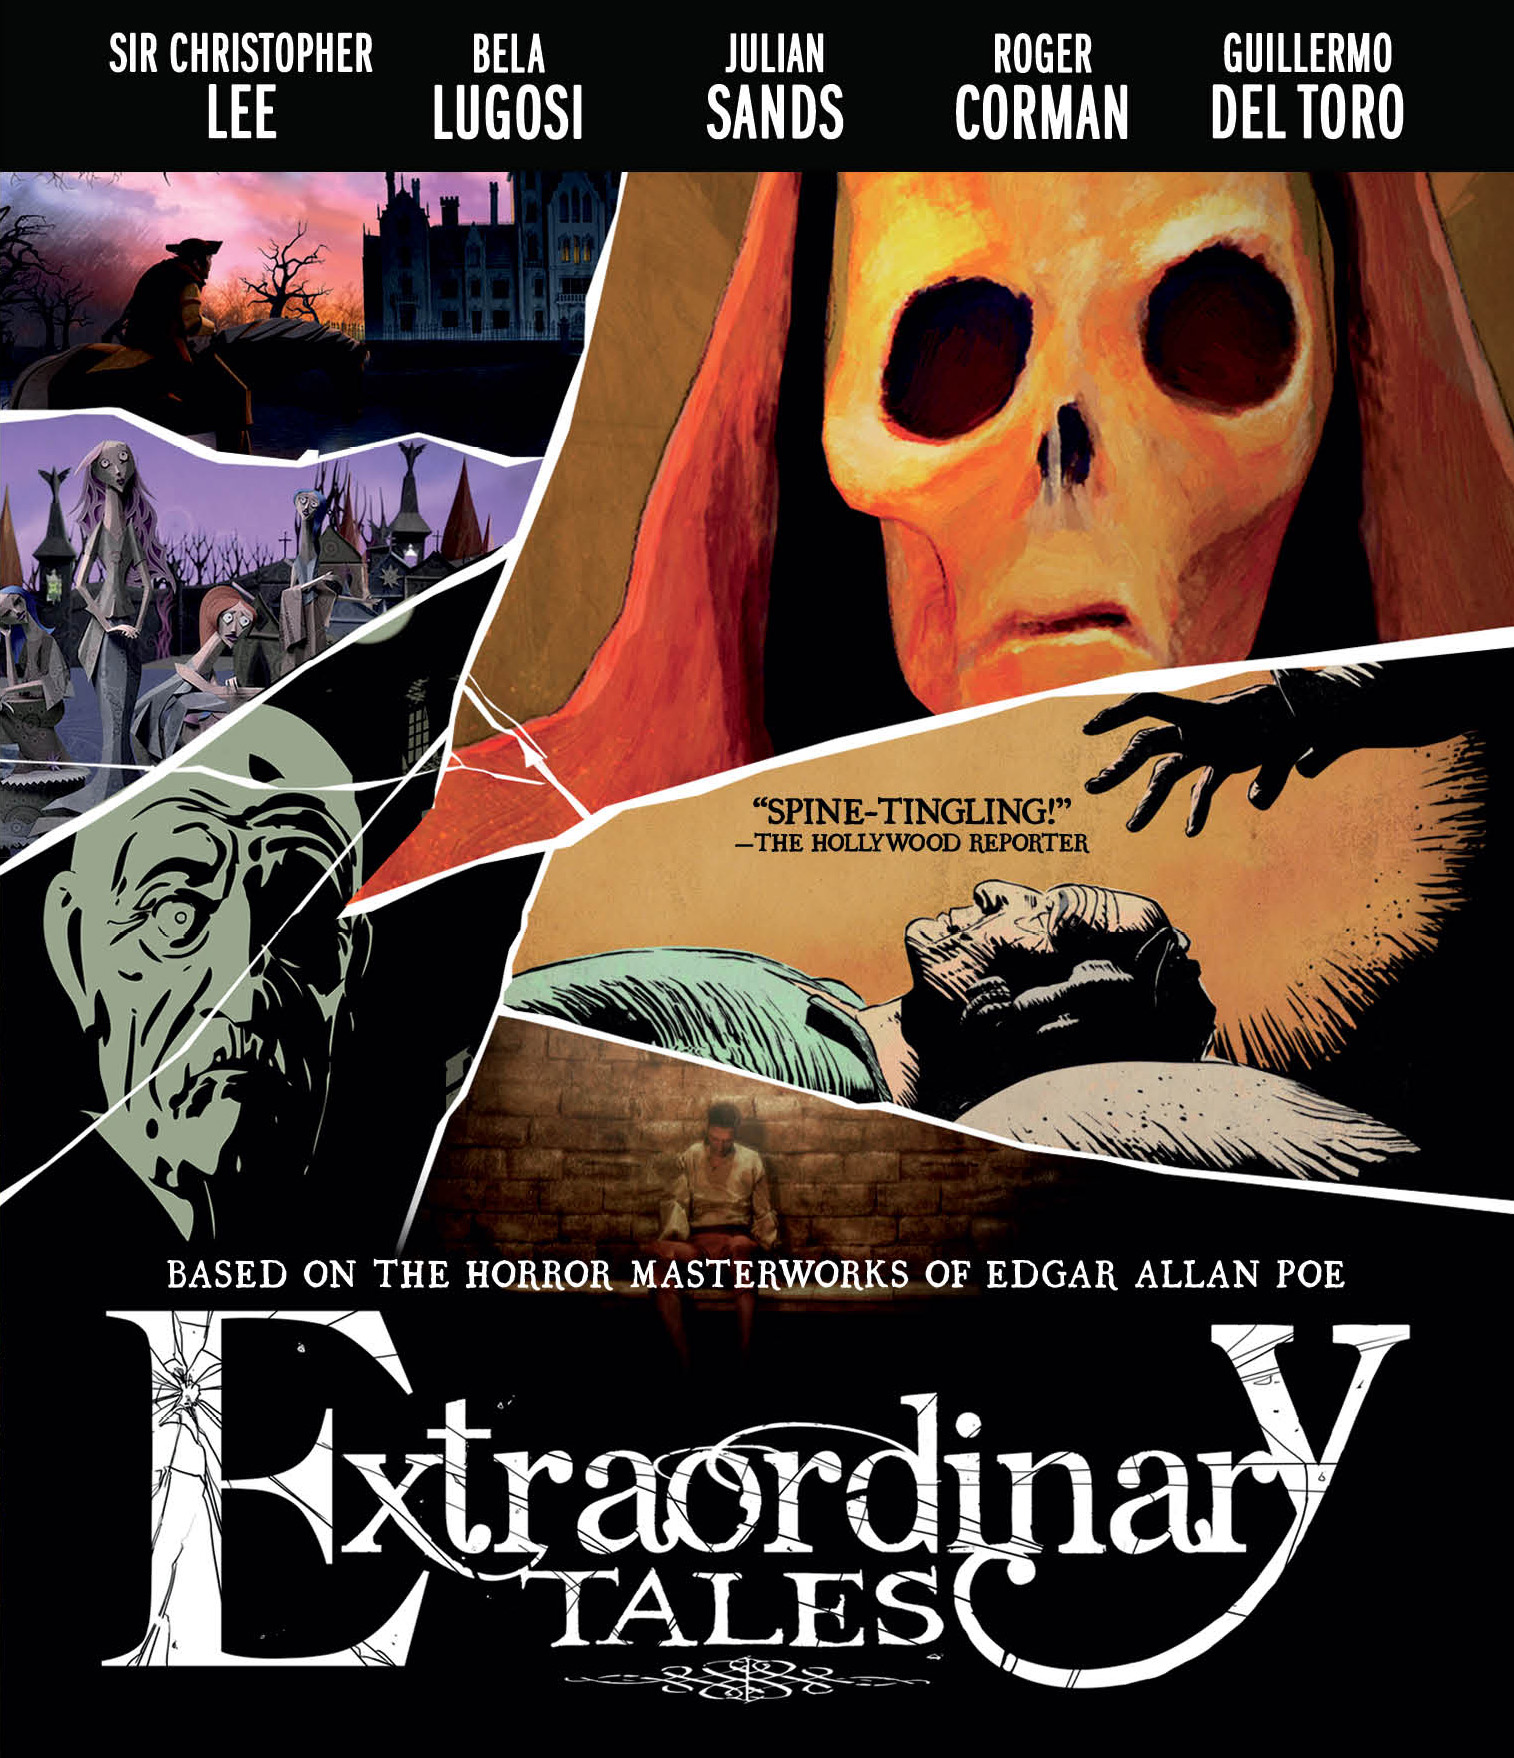 SIR CHRISTOPHER LEE
BELA LUGOSI
JULIAN SANDS
ROGER CORMAN
GUILLERMO DEL TORO
“SPINE-TINGLING!”
—THE HOLLYWOOD REPORTER
BASED ON THE HORROR MASTERWORKS OF EDGAR ALLAN POE
Extraordinary
TALES